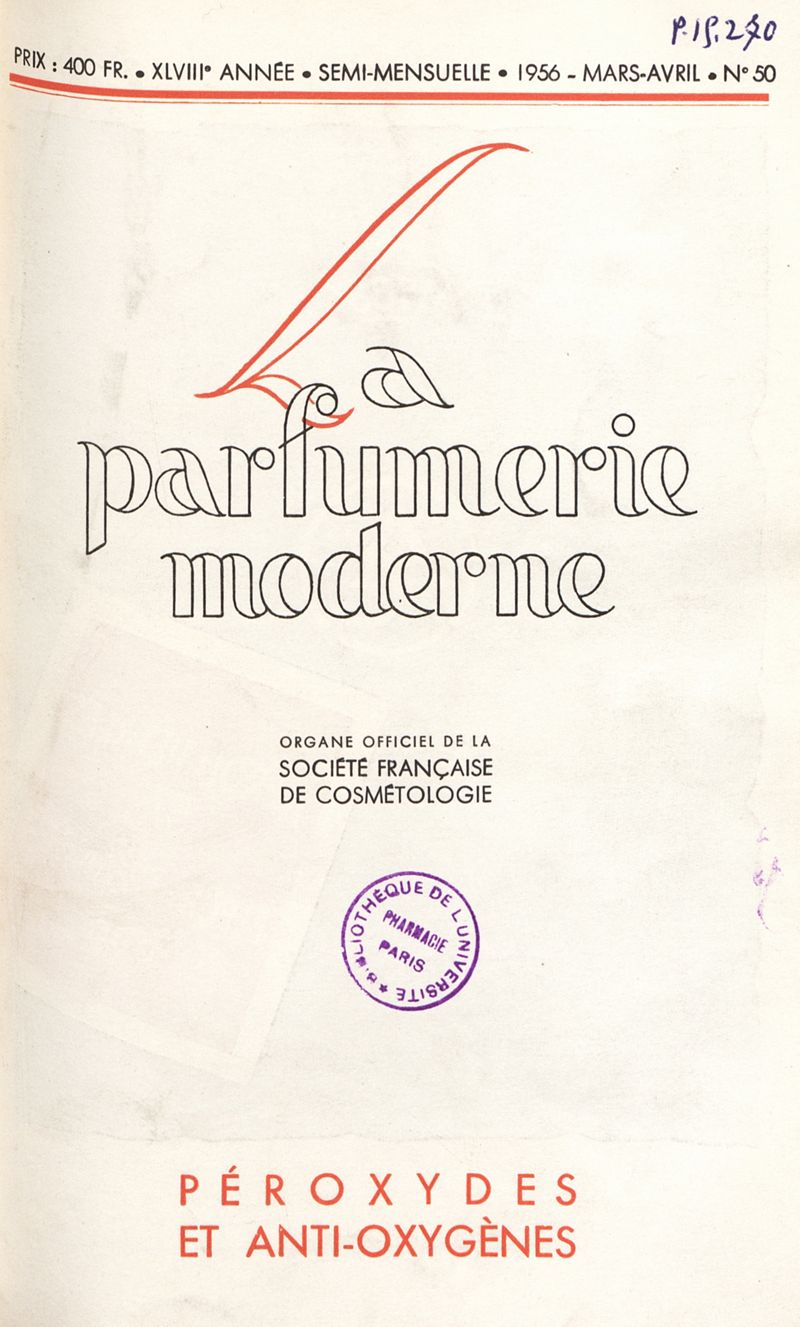 P.15.270
PRIX : 400 FR. • XLVIIIᵉ ANNÉE • SEMI-MENSUELLE • 1956 - MARS-AVRIL • N° 50
La
parfumerie
moderne
ORGANE OFFICIEL DE LA
SOCIÉTÉ FRANÇAISE
DE COSMÉTOLOGIE
BIBLIOTHÈQUE DE L'UNIVERSITÉ
PHARMACIE
PARIS
PÉROXYDES
ET ANTI-OXYGÈNES